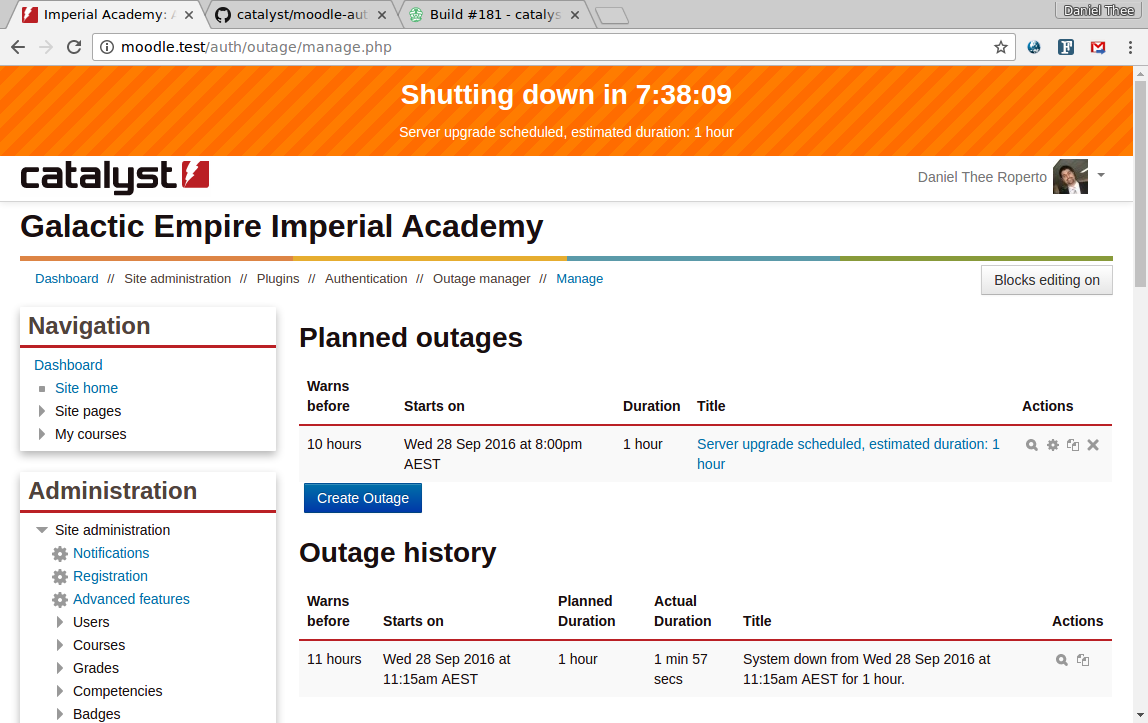 Imperial Academy: A
catalyst/moodle-aut
Build #181 - catalys
Daniel Thee
moodle.test/auth/outage/manage.php
Shutting down in 7:38:09
Server upgrade scheduled, estimated duration: 1 hour
catalyst
Daniel Thee Roperto
Galactic Empire Imperial Academy
Dashboard // Site administration // Plugins // Authentication // Outage manager // Manage
Blocks editing on
Navigation
Dashboard
Site home
Site pages
My courses
Administration
Site administration
Notifications
Registration
Advanced features
Users
Courses
Grades
Competencies
Badges
Planned outages
Warns
before Starts on Duration Title Actions
10 hours Wed 28 Sep 2016 at 8:00pm 1 hour Server upgrade scheduled, estimated duration: 1
AEST hour
Create Outage
Outage history
Warns Planned Actual
before Starts on Duration Duration Title Actions
11 hours Wed 28 Sep 2016 at 1 hour 1 min 57 System down from Wed 28 Sep 2016 at
11:15am AEST secs 11:15am AEST for 1 hour.